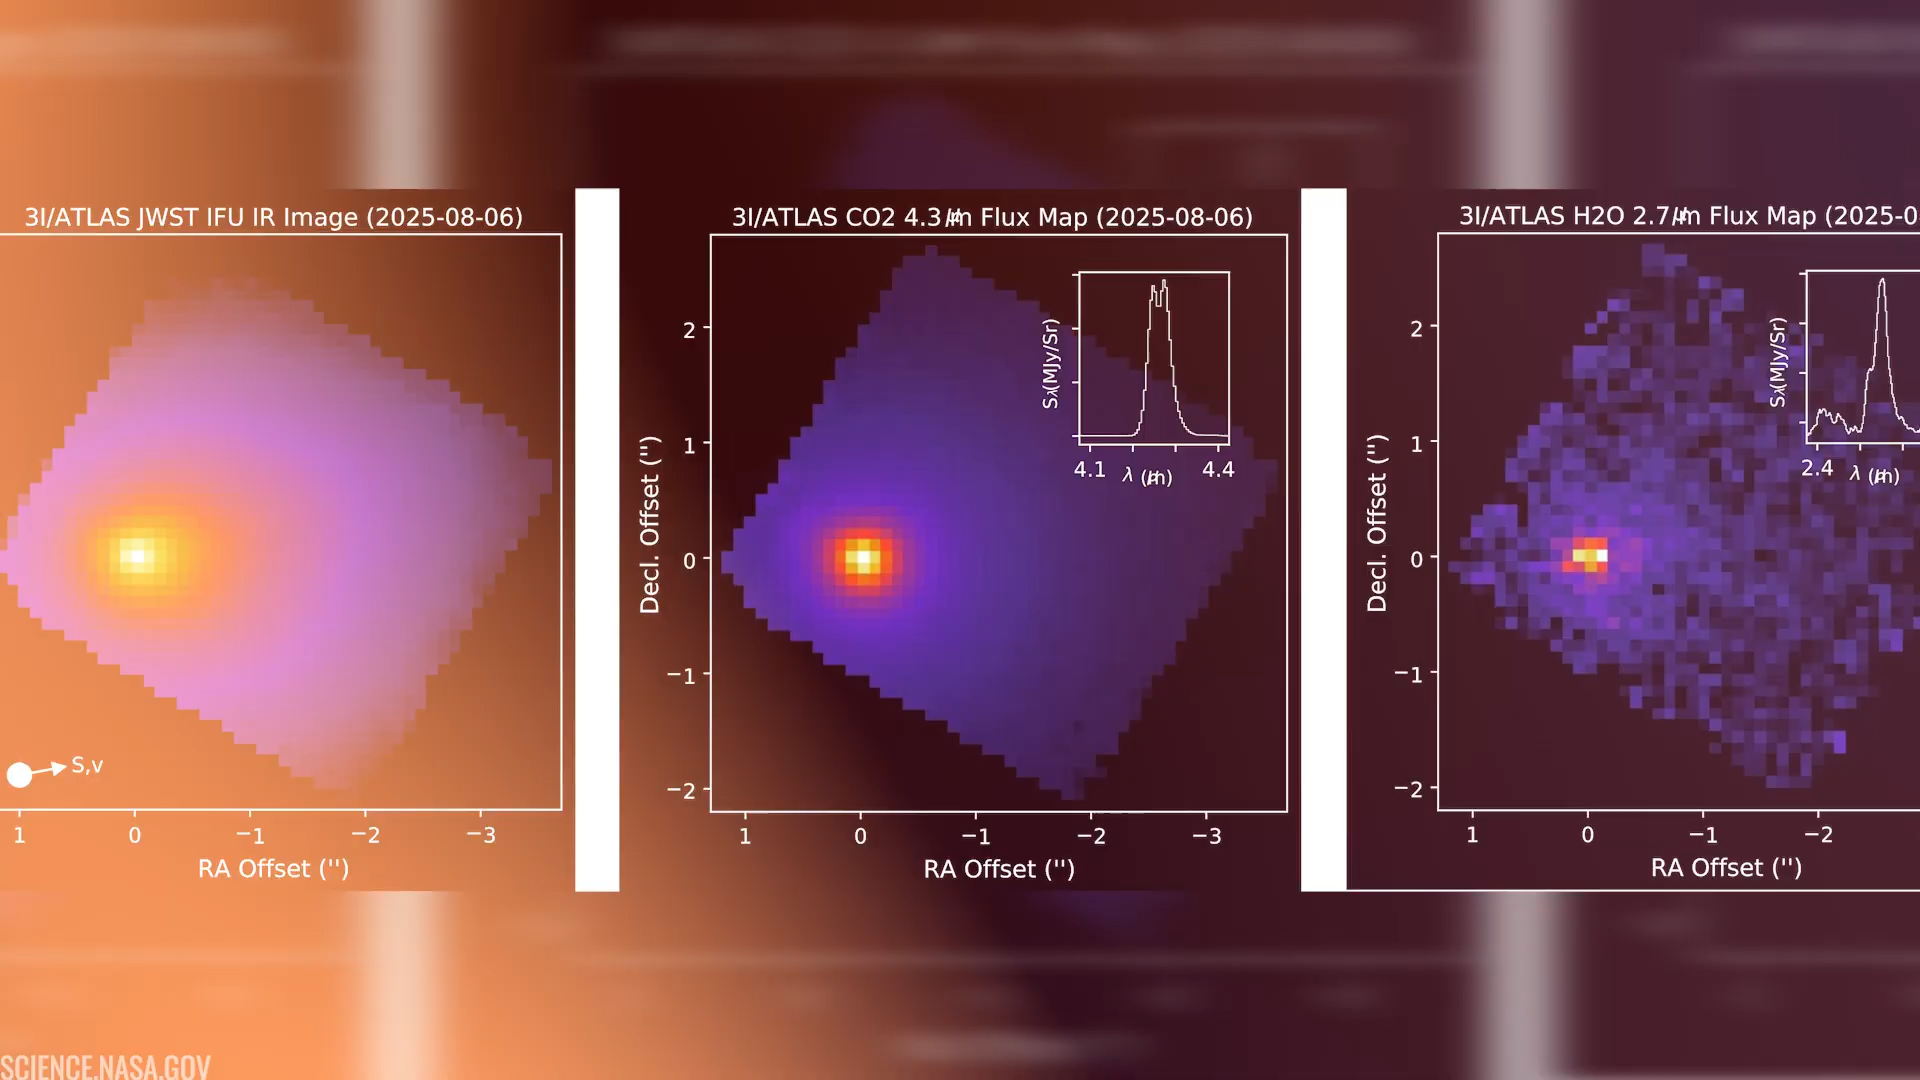 3I/ATLAS JWST IFU IR Image (2025-08-06)
S,v
1 0 −1 −2 −3
RA Offset ('')
3I/ATLAS CO2 4.3 μm Flux Map (2025-08-06)
Sλ(MJy/Sr)
4.1 λ (μm) 4.4
Decl. Offset ('')
2
1
0
−1
−2
1 0 −1 −2 −3
RA Offset ('')
3I/ATLAS H2O 2.7 μm Flux Map (2025-0
Sλ(MJy/Sr)
2.4 λ (μm)
Decl. Offset ('')
2
1
0
−1
−2
1 0 −1 −2
RA Offset ('')
SCIENCE.NASA.GOV